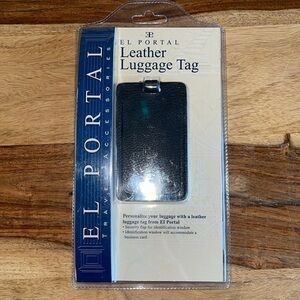 EL PORTAL
Leather
Luggage Tag
EL PORTAL
TRAVEL ACCESSORIES
Personalize your luggage with a leather
luggage tag from El Portal
• Security flap for identification window
• Identification window will accommodate a
business card